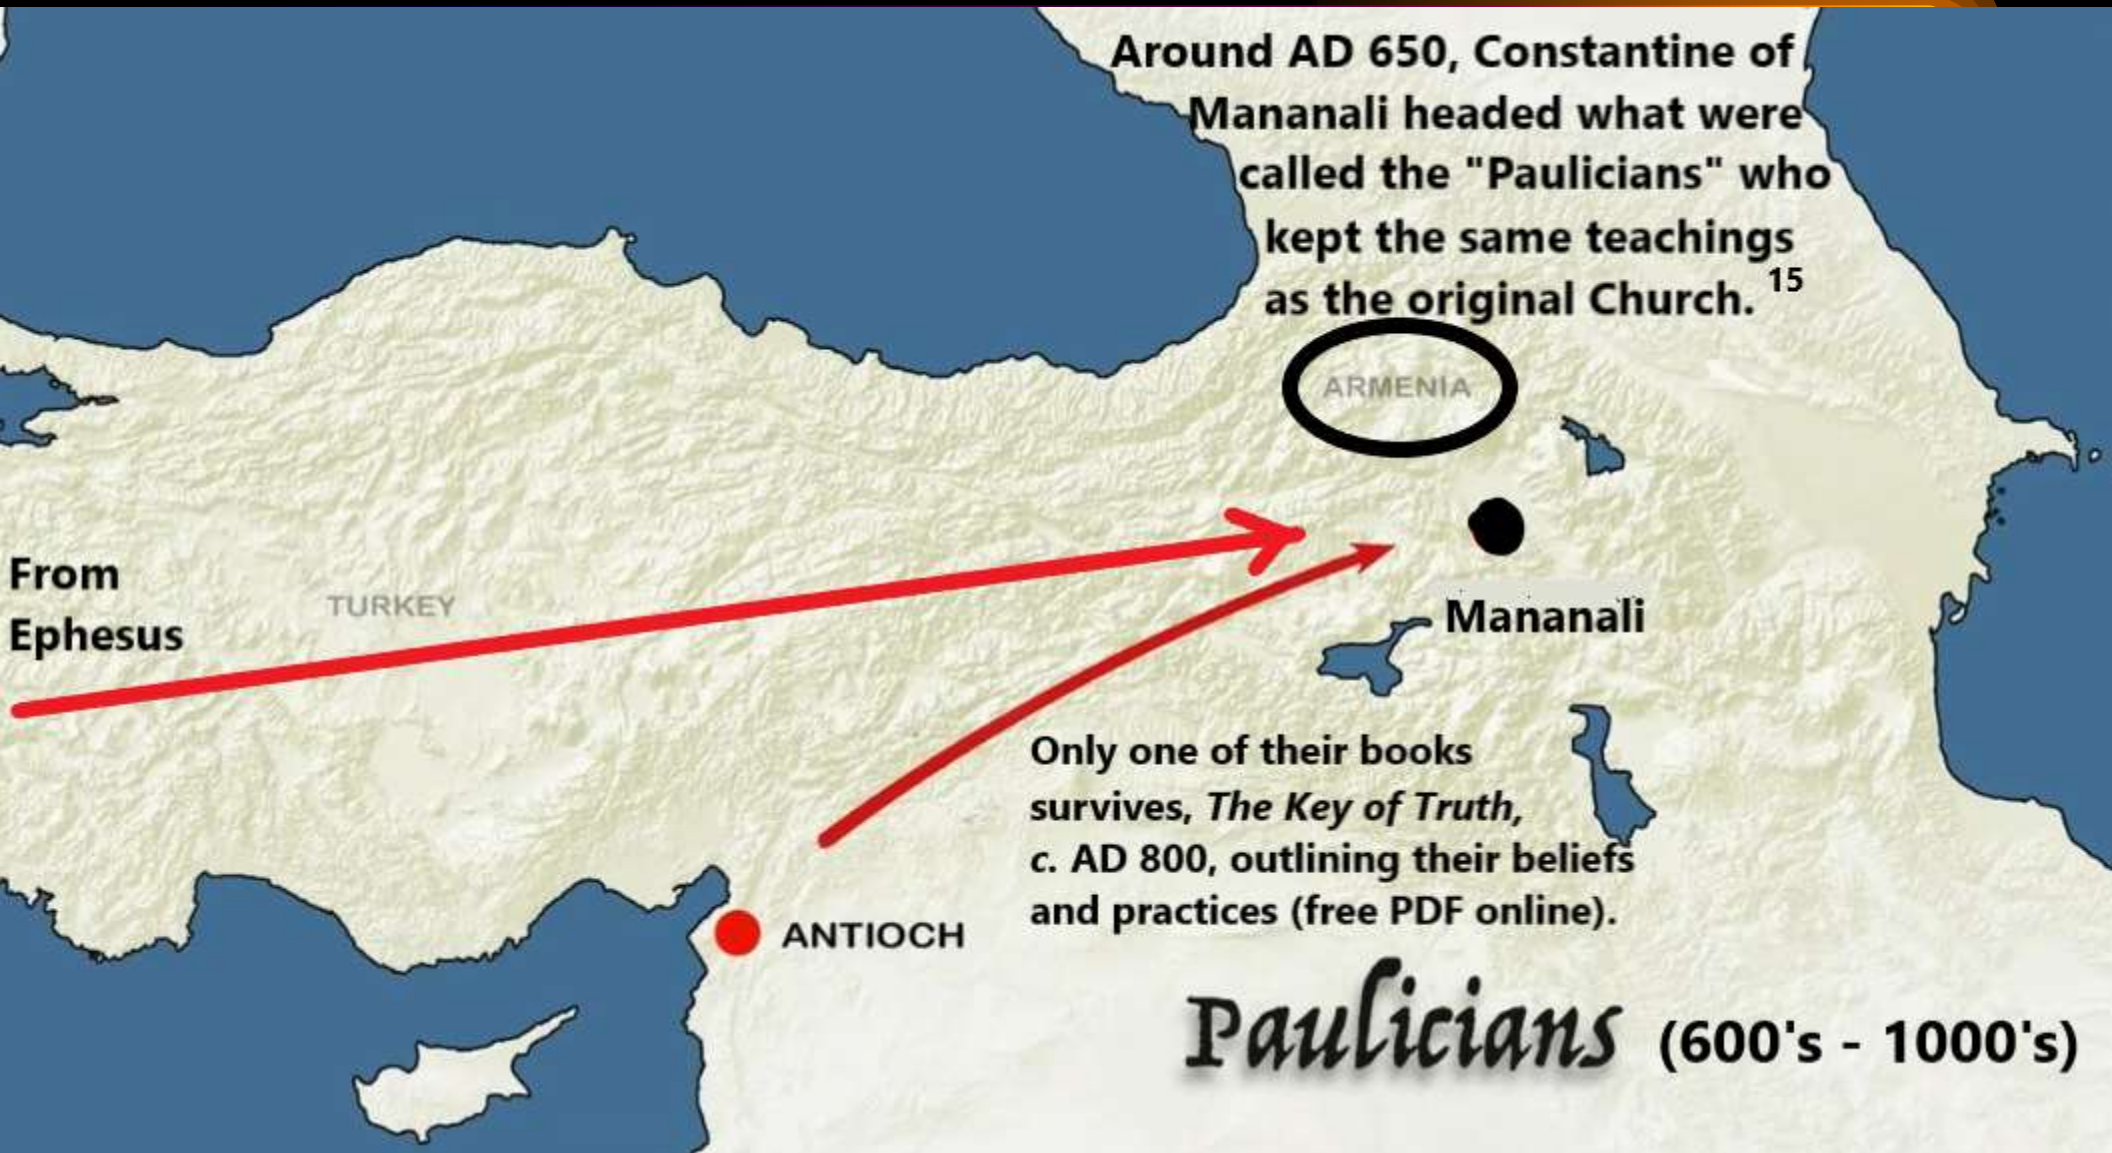 Around AD 650, Constantine of
Mananali headed what were
called the "Paulicians" who
kept the same teachings
as the original Church. 15
ARMENIA
From
Ephesus
TURKEY
Mananali
Only one of their books
survives, The Key of Truth,
c. AD 800, outlining their beliefs
and practices (free PDF online).
ANTIOCH
Paulicians (600's - 1000's)